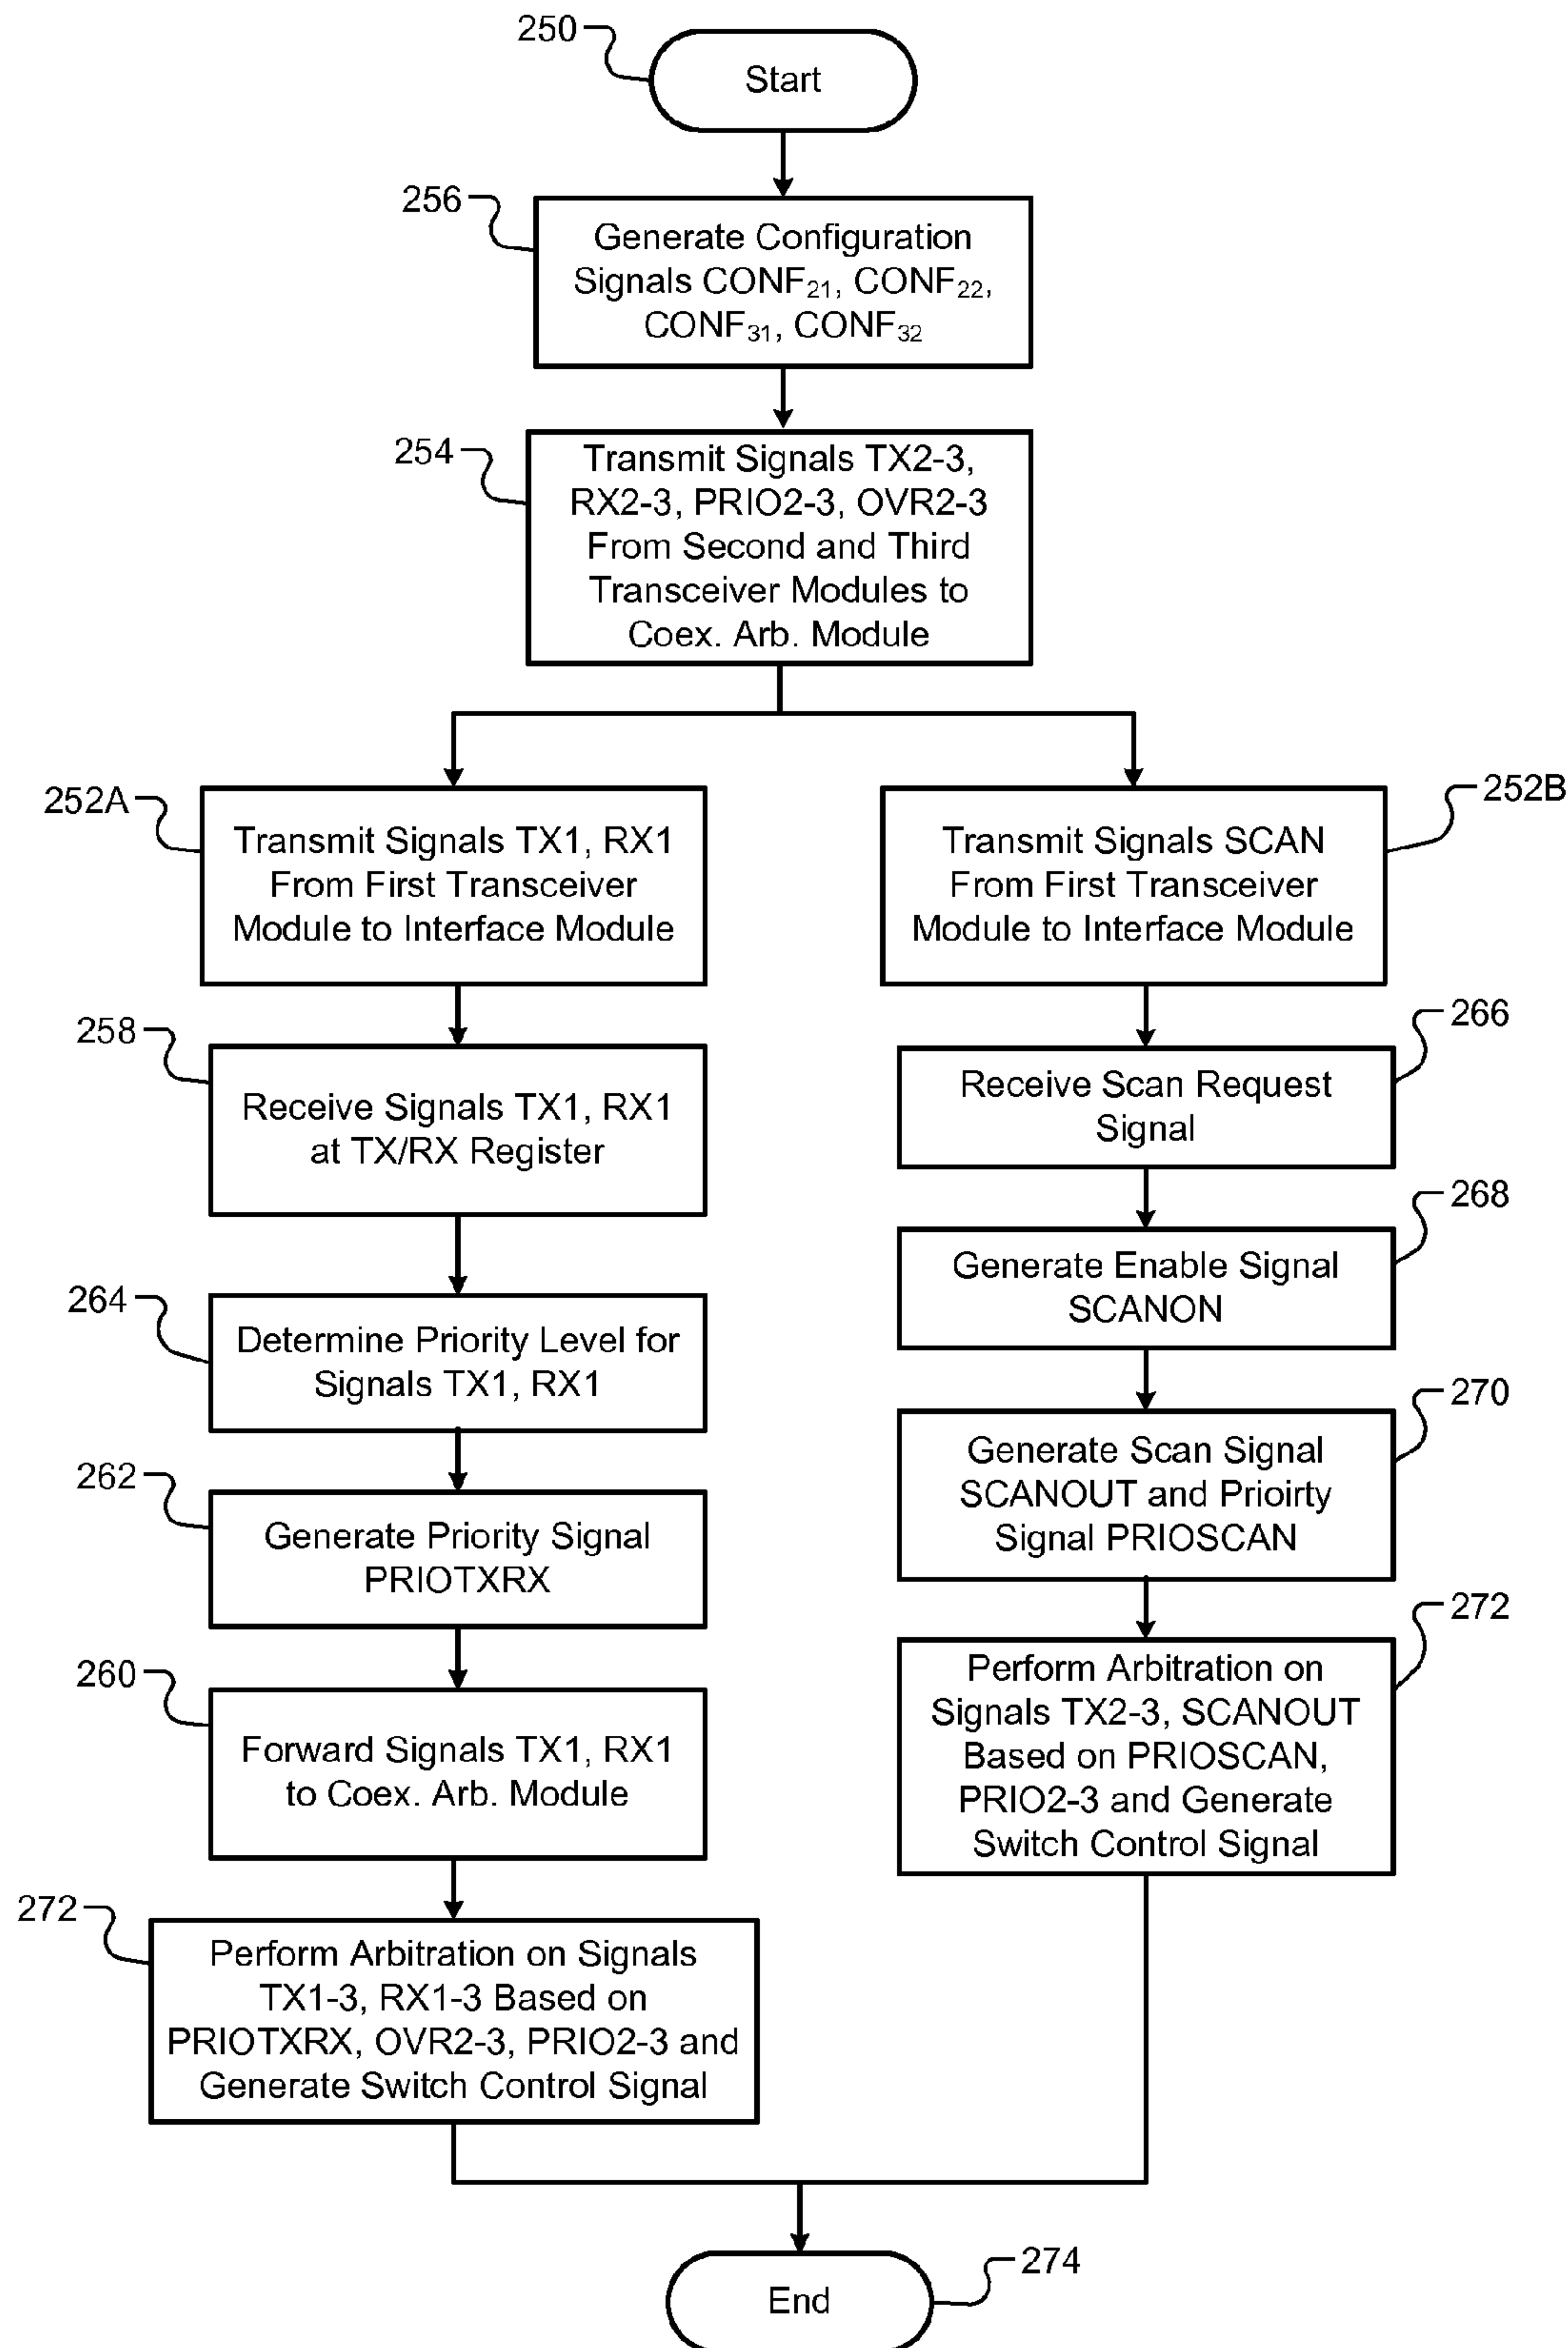 250
Start
256
Generate Configuration
Signals CONF21, CONF22,
CONF31, CONF32
254
Transmit Signals TX2-3,
RX2-3, PRIO2-3, OVR2-3
From Second and Third
Transceiver Modules to
Coex. Arb. Module
252A
Transmit Signals TX1, RX1
From First Transceiver
Module to Interface Module
258
Receive Signals TX1, RX1
at TX/RX Register
264
Determine Priority Level for
Signals TX1, RX1
262
Generate Priority Signal
PRIOTXRX
260
Forward Signals TX1, RX1
to Coex. Arb. Module
272
Perform Arbitration on Signals
TX1-3, RX1-3 Based on
PRIOTXRX, OVR2-3, PRIO2-3 and
Generate Switch Control Signal
252B
Transmit Signals SCAN
From First Transceiver
Module to Interface Module
266
Receive Scan Request
Signal
268
Generate Enable Signal
SCANON
270
Generate Scan Signal
SCANOUT and Prioirty
Signal PRIOSCAN
272
Perform Arbitration on
Signals TX2-3, SCANOUT
Based on PRIOSCAN,
PRIO2-3 and Generate
Switch Control Signal
274
End